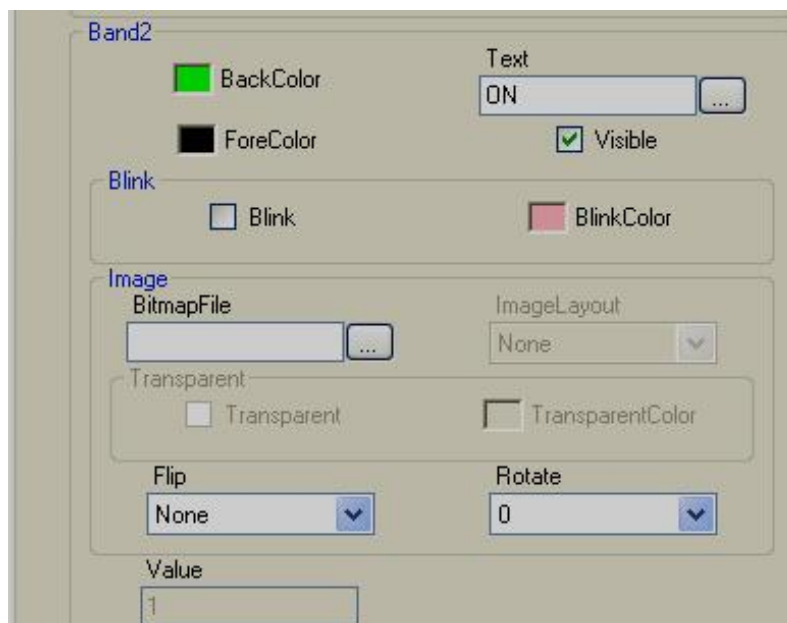 Band2
BackColor
Text
ON
...
ForeColor
Visible
Blink
Blink
BlinkColor
Image
BitmapFile
...
ImageLayout
None
Transparent
Transparent
TransparentColor
Flip
None
Rotate
0
Value
1